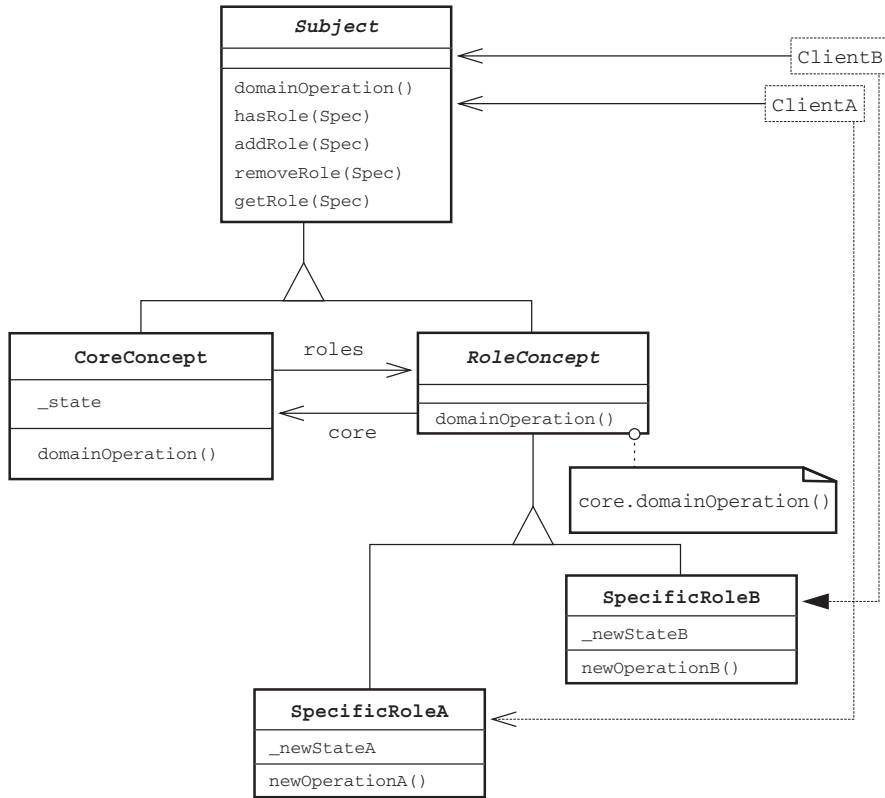 Subject
ClientB
domainOperation()
ClientA
hasRole(Spec)
addRole(Spec)
removeRole(Spec)
getRole(Spec)
CoreConcept
roles
RoleConcept
_state
domainOperation()
core
domainOperation()
core.domainOperation()
SpecificRoleB
_newStateB
newOperationB()
SpecificRoleA
_newStateA
newOperationA()